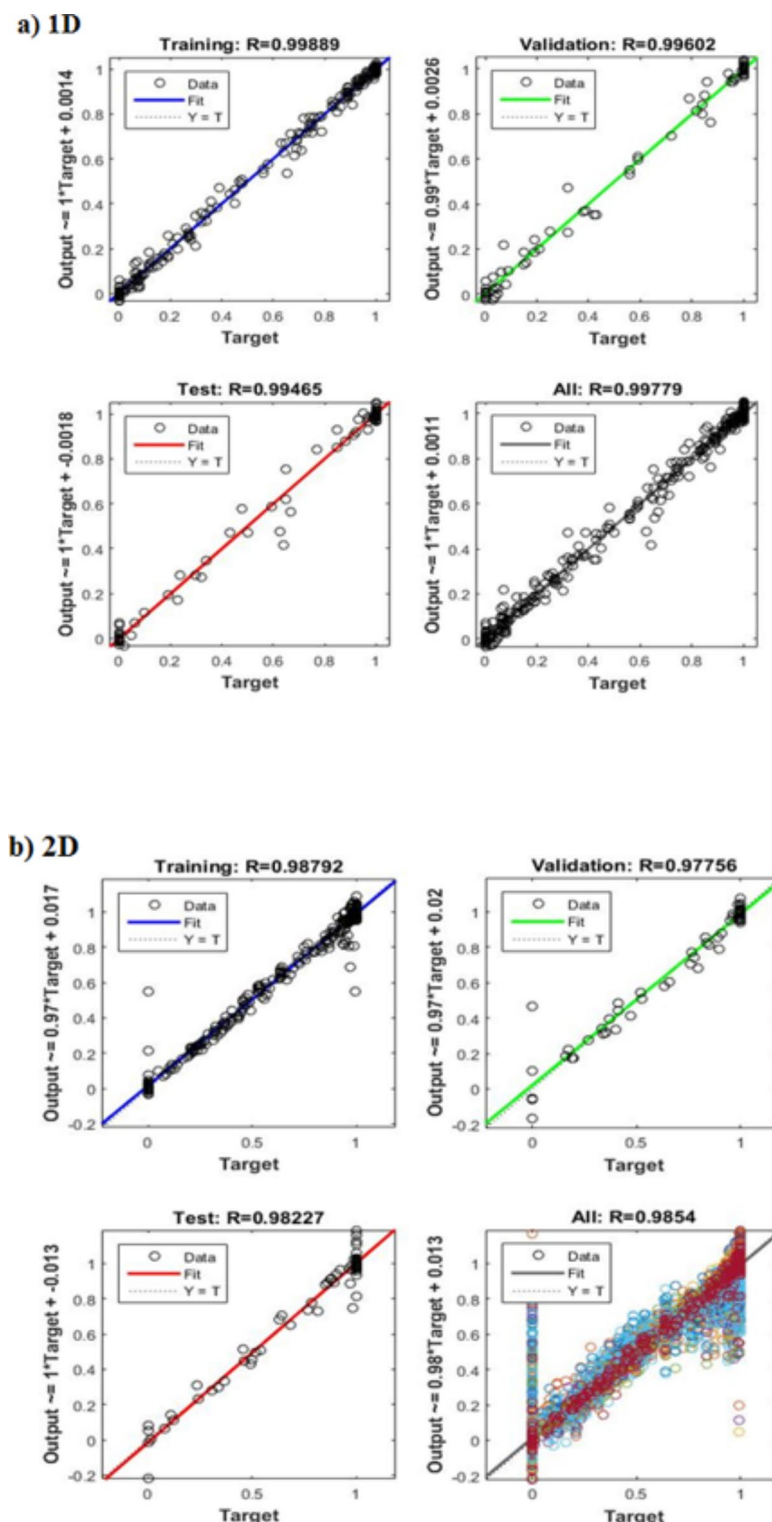 a) 1D
Training: R=0.99889
Output ~= 1*Target + 0.0014
Data
Fit
Y = T
1
0.8
0.6
0.4
0.2
0
0 0.2 0.4 0.6 0.8 1
Target
Validation: R=0.99602
Output ~= 0.99*Target + 0.0026
Data
Fit
Y = T
1
0.8
0.6
0.4
0.2
0
0 0.2 0.4 0.6 0.8 1
Target
Test: R=0.99465
Output ~= 1*Target + -0.0018
Data
Fit
Y = T
1
0.8
0.6
0.4
0.2
0
0 0.2 0.4 0.6 0.8 1
Target
All: R=0.99779
Output ~= 1*Target + 0.0011
Data
Fit
Y = T
1
0.8
0.6
0.4
0.2
0
0 0.2 0.4 0.6 0.8 1
Target
b) 2D
Training: R=0.98792
Output ~= 0.97*Target + 0.017
Data
Fit
Y = T
1
0.8
0.6
0.4
0.2
0
-0.2
0 0.5 1
Target
Validation: R=0.97756
Output ~= 0.97*Target + 0.02
Data
Fit
Y = T
1
0.8
0.6
0.4
0.2
0
-0.2
0 0.5 1
Target
Test: R=0.98227
Output ~= 1*Target + -0.013
Data
Fit
Y = T
1
0.8
0.6
0.4
0.2
0
-0.2
0 0.5 1
Target
All: R=0.9854
Output ~= 0.98*Target + 0.013
Data
Fit
Y = T
1
0.8
0.6
0.4
0.2
0
-0.2
0 0.5 1
Target